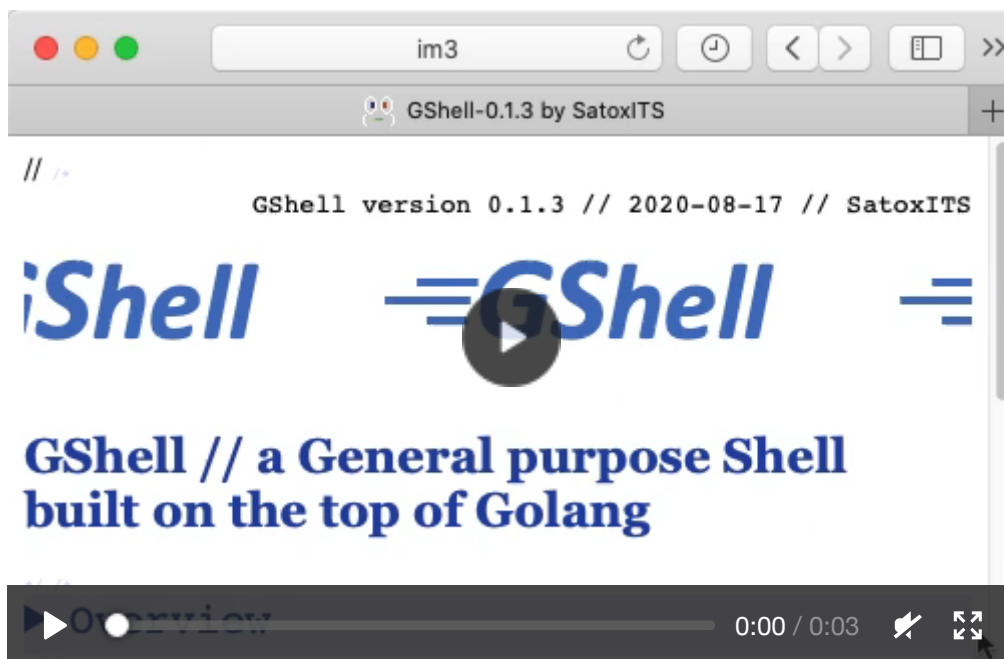 im3
GShell-0.1.3 by SatoxITS
// /*
GShell version 0.1.3 // 2020-08-17 // SatoxITS
Shell GShell
GShell // a General purpose Shell
built on the top of Golang
*/ /*
Overview
0:00 / 0:03